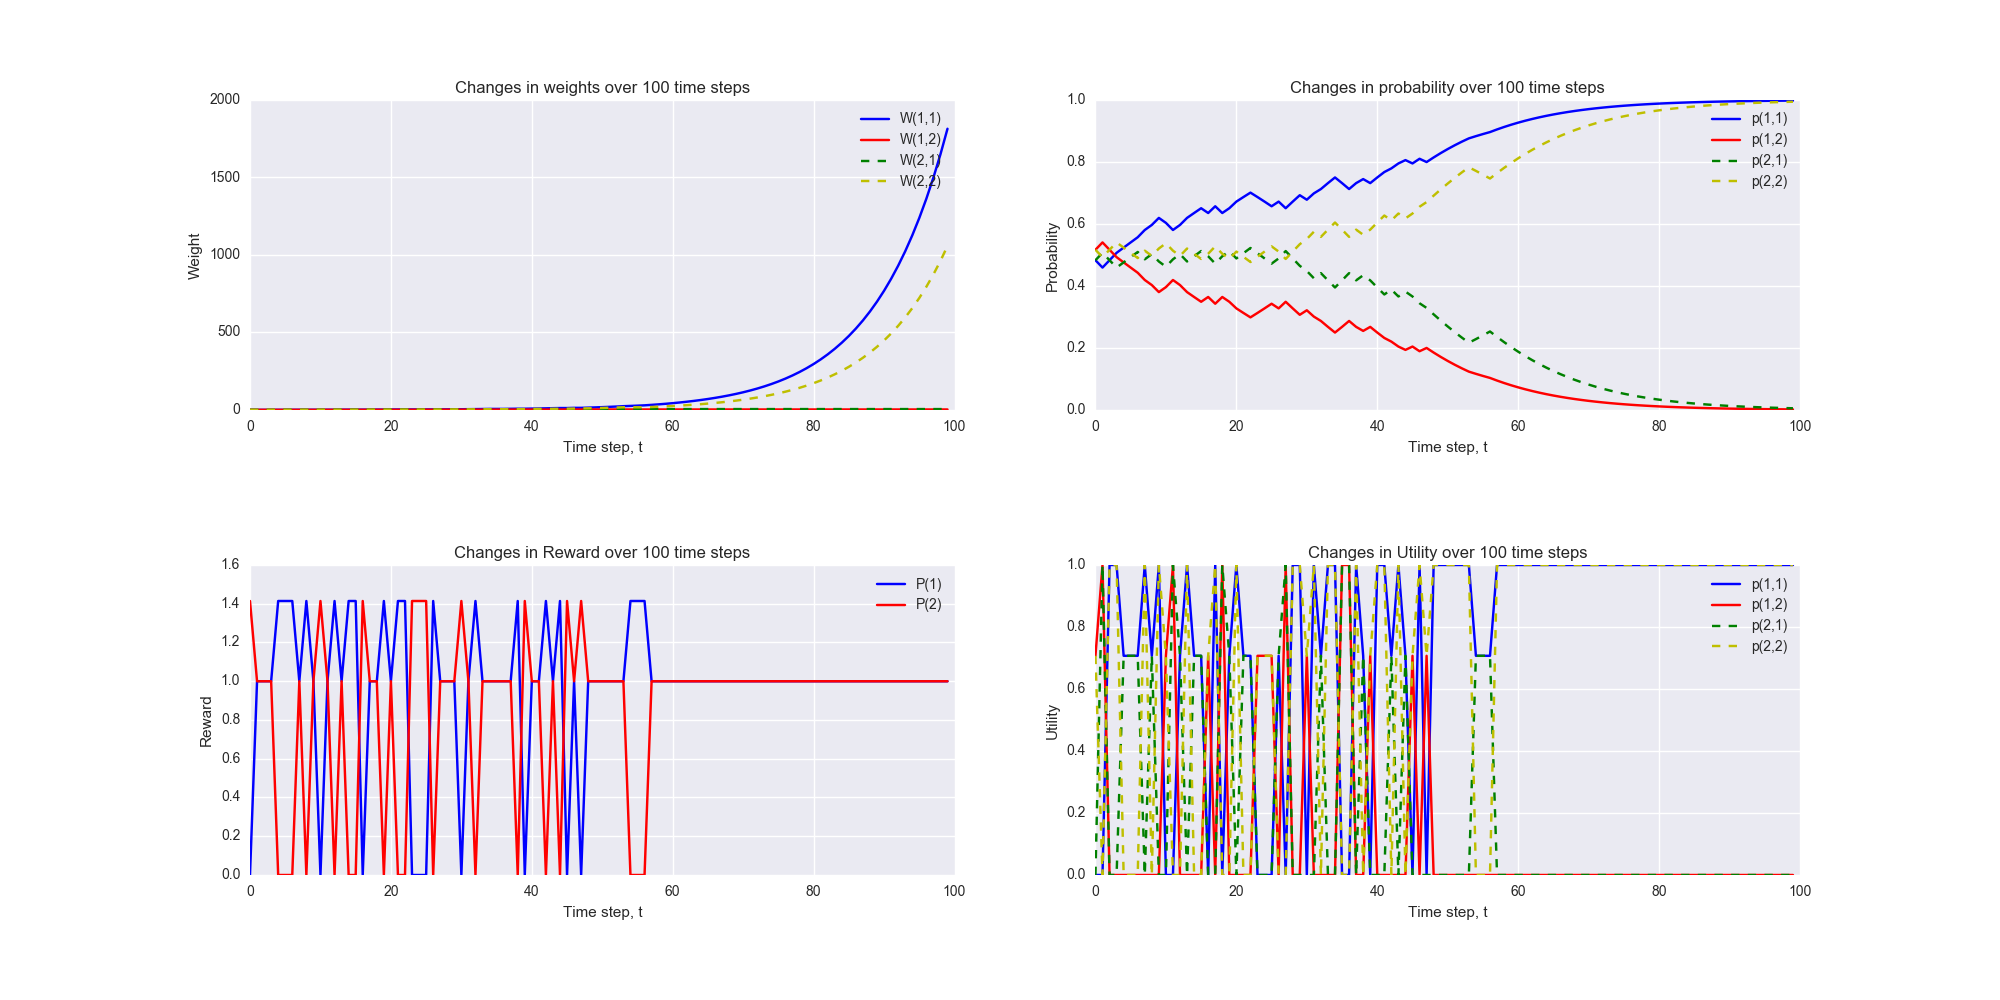 Changes in weights over 100 time steps
2000
1500
1000
500
0
Weight
0 20 40 60 80 100
Time step, t
W(1,1)
W(1,2)
W(2,1)
W(2,2)
Changes in probability over 100 time steps
1.0
0.8
0.6
0.4
0.2
0.0
Probability
0 20 40 60 80 100
Time step, t
p(1,1)
p(1,2)
p(2,1)
p(2,2)
Changes in Reward over 100 time steps
1.6
1.4
1.2
1.0
0.8
0.6
0.4
0.2
0.0
Reward
0 20 40 60 80 100
Time step, t
P(1)
P(2)
Changes in Utility over 100 time steps
1.0
0.8
0.6
0.4
0.2
0.0
Utility
0 20 40 60 80 100
Time step, t
p(1,1)
p(1,2)
p(2,1)
p(2,2)